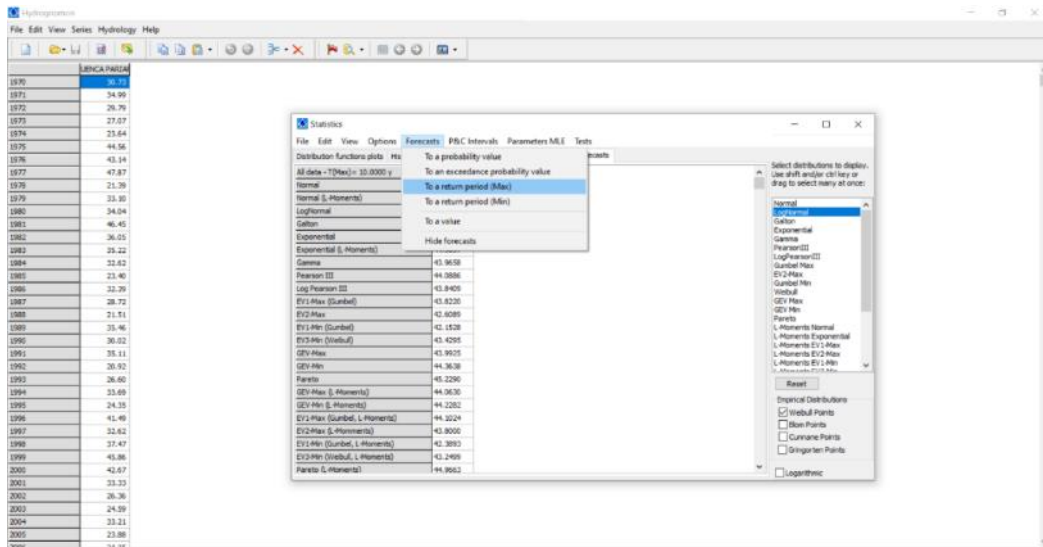 Hydrognomon
File Edit View Series Hydrology Help
UENCA PARIAL
1970 30.73
1971 34.99
1972 29.79
1973 27.07
1974 23.64
1975 44.56
1976 43.14
1977 47.87
1978 21.39
1979 33.10
1980 34.04
1981 46.45
1982 36.05
1983 35.22
1984 32.62
1985 23.40
1986 32.39
1987 28.72
1988 21.51
1989 35.46
1990 30.02
1991 35.11
1992 20.92
1993 26.60
1994 33.69
1995 24.35
1996 41.49
1997 32.62
1998 37.47
1999 45.86
2000 42.67
2001 33.33
2002 26.36
2003 24.59
2004 33.21
2005 23.88
Statistics
File Edit View Options Forecasts P&C Intervals Parameters MLE Tests
Distribution functions plots His
To a probability value
To an exceedance probability value
To a return period (Max)
To a return period (Min)
To a value
Hide forecasts
All data - T(Max)= 10.0000 y
Normal
Normal (L-Moments)
LogNormal
Galton
Exponential
Exponential (L-Moments)
Gamma 43.9658
Pearson III 44.0886
Log Pearson III 43.8409
EV1-Max (Gumbel) 43.8220
EV2-Max 42.6089
EV1-Min (Gumbel) 42.1528
EV3-Min (Weibull) 43.4295
GEV-Max 43.9925
GEV-Min 44.3638
Pareto 45.2290
GEV-Max (L-Moments) 44.0630
GEV-Min (L-Moments) 44.2282
EV1-Max (Gumbel, L-Moments) 44.1024
EV2-Max (L-Momments) 43.8000
EV1-Min (Gumbel, L-Moments) 42.3893
EV3-Min (Weibull, L-Moments) 43.2499
Pareto (L-Moments) 44.9663
Select distributions to display.
Use shift and/or ctrl key or
drag to select many at once:
Normal
LogNormal
Galton
Exponential
Gamma
PearsonIII
LogPearsonIII
Gumbel Max
EV2-Max
Gumbel Min
Weibull
GEV Max
GEV Min
Pareto
L-Moments Normal
L-Moments Exponential
L-Moments EV1-Max
L-Moments EV2-Max
L-Moments EV1-Min
Reset
Empirical Distributions
Weibull Points
Blom Points
Cunnane Points
Gringorten Points
Logarithmic